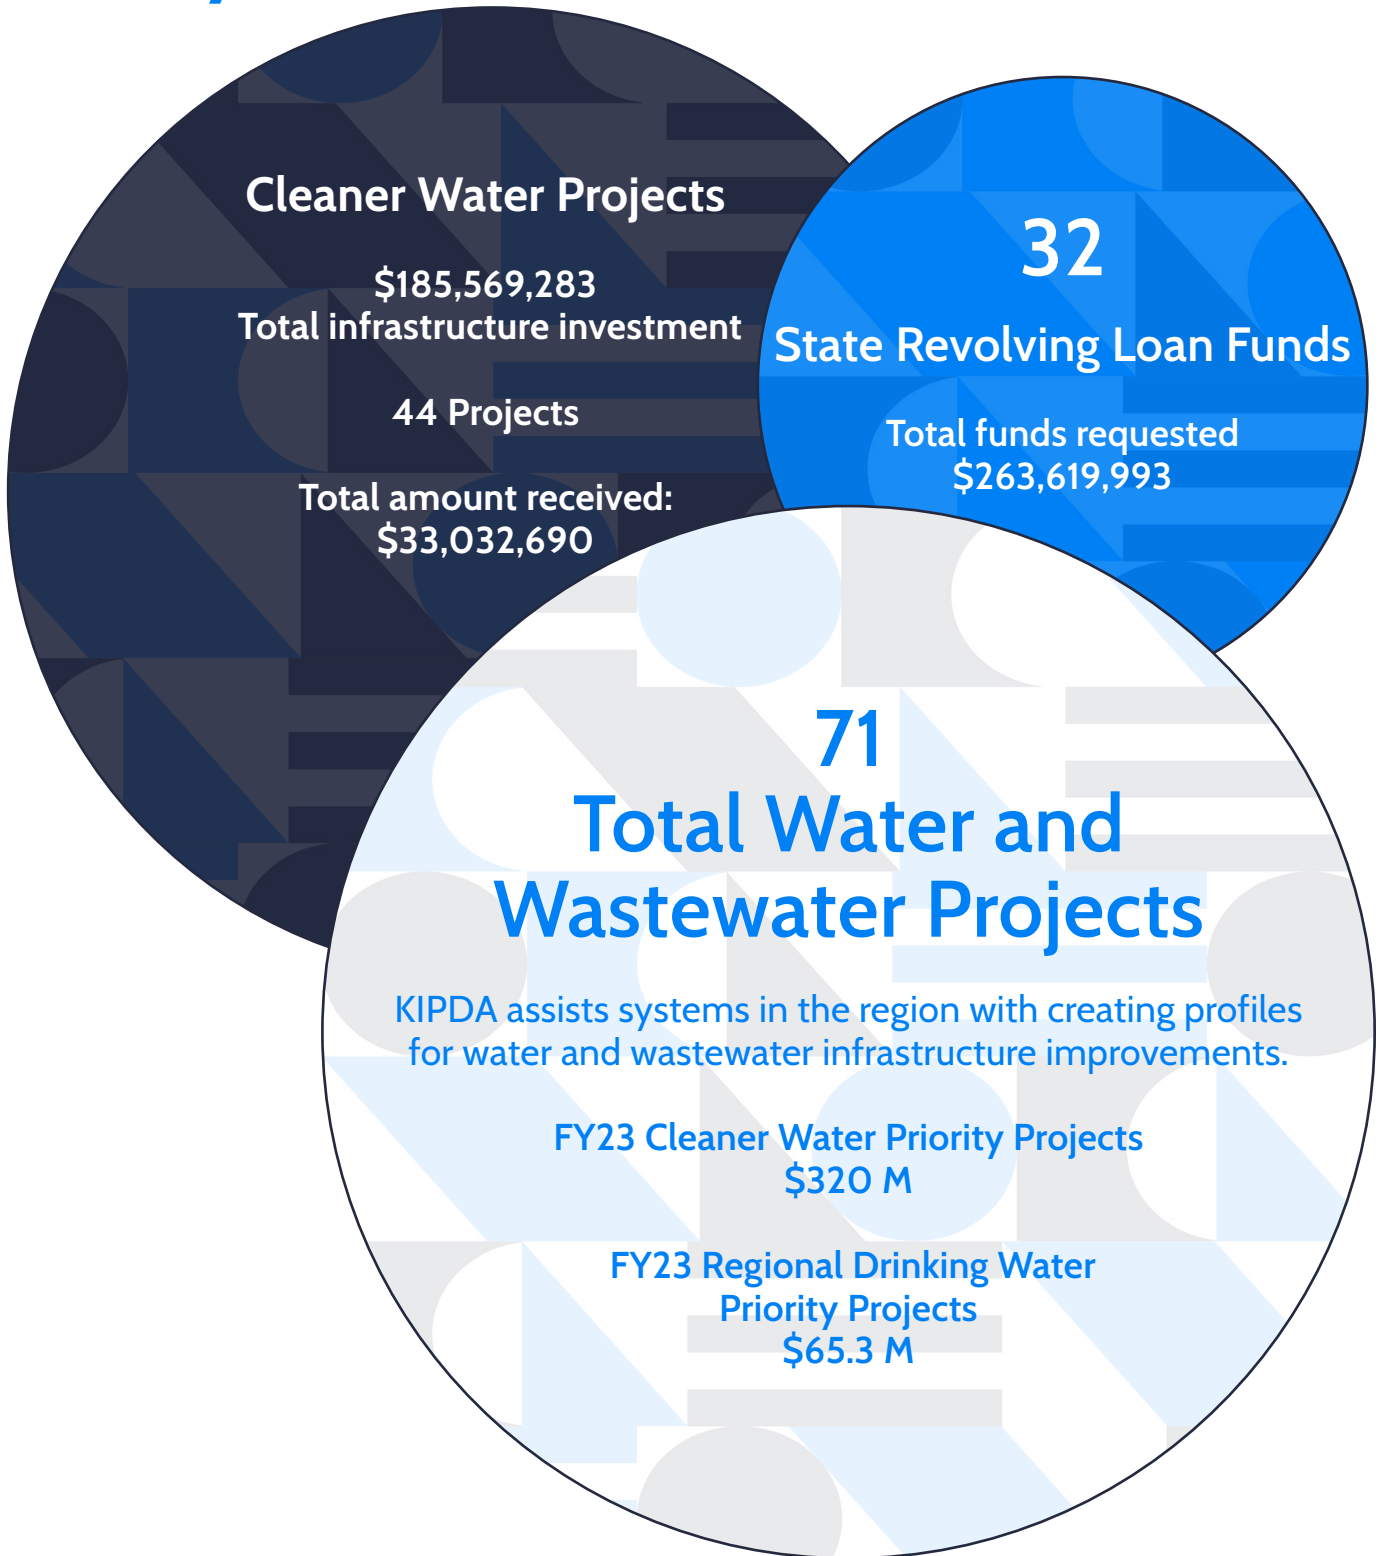 Cleaner Water Projects
$185,569,283
Total infrastructure investment
44 Projects
Total amount received:
$33,032,690
32
State Revolving Loan Funds
Total funds requested
$263,619,993
71
Total Water and
Wastewater Projects
KIPDA assists systems in the region with creating profiles
for water and wastewater infrastructure improvements.
FY23 Cleaner Water Priority Projects
$320 M
FY23 Regional Drinking Water
Priority Projects
$65.3 M